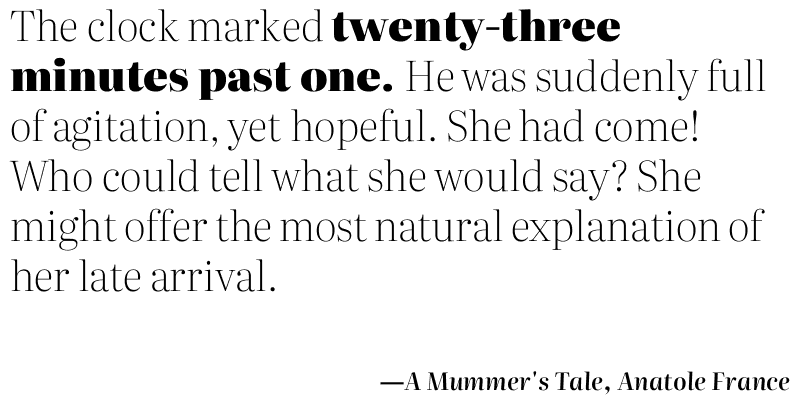 The clock marked twenty-three
minutes past one. He was suddenly full
of agitation, yet hopeful. She had come!
Who could tell what she would say? She
might offer the most natural explanation of
her late arrival.
—A Mummer's Tale, Anatole France